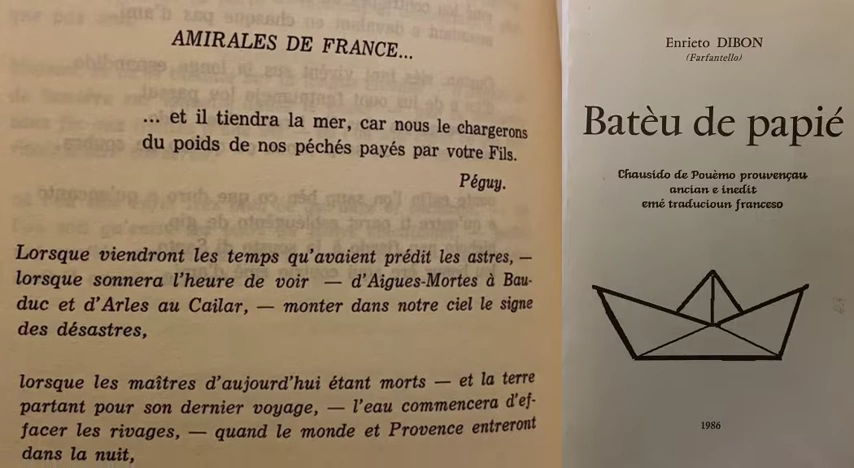 AMIRALES DE FRANCE...
... et il tiendra la mer, car nous le chargerons
du poids de nos péchés payés par votre Fils.
Péguy.
Lorsque viendront les temps qu'avaient prédit les astres, —
lorsque sonnera l'heure de voir — d'Aigues-Mortes à Bau-
duc et d'Arles au Cailar, — monter dans notre ciel le signe
des désastres,
lorsque les maîtres d'aujourd'hui étant morts — et la terre
partant pour son dernier voyage, — l'eau commencera d'ef-
facer les rivages, — quand le monde et Provence entreront
dans la nuit,
Enrieto DIBON
(Farfantello)
Batèu de papié
Chausido de Pouèmo prouvençau
ancian e inedit
emé traducioun franceso
1986